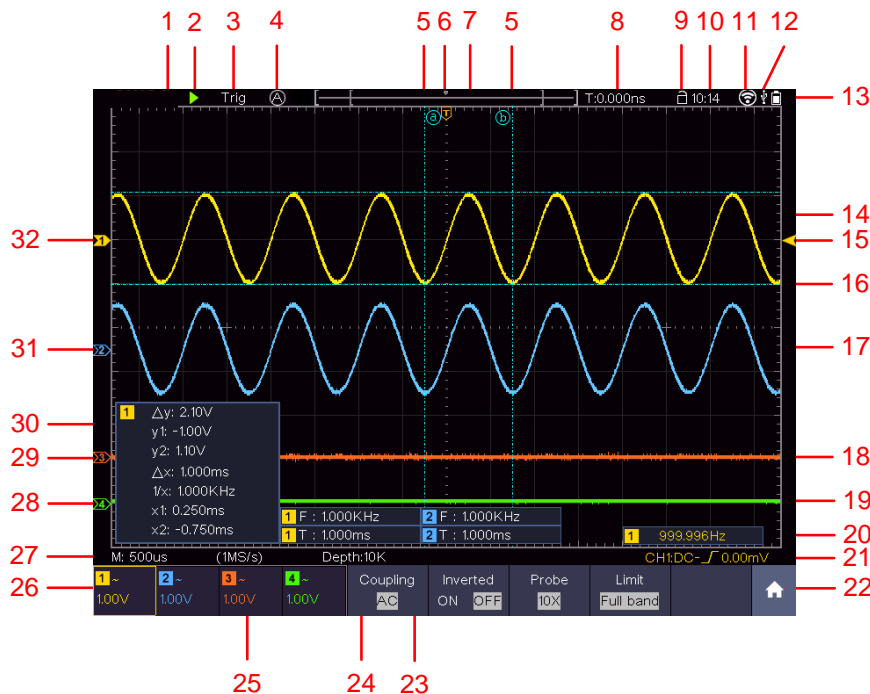 1 2 3 4 5 6 7 5 8 9 10 11 12
Trig A T:0.000ns 10:14
13
a T b
14
32 1 15
16
31 2 17
1 △y: 2.10V
y1: -1.00V
30 y2: 1.10V
29 3 △x: 1.000ms 18
1/x: 1.000KHz
28 4 x1: 0.250ms 19
x2: -0.750ms
1 F : 1.000KHz 2 F : 1.000KHz
1 T : 1.000ms 2 T : 1.000ms 1 999.996Hz 20
27 M: 500us (1MS/s) Depth:10K CH1:DC- 0.00mV 21
26 1 ~ 2 ~ 3 ~ 4 ~ Coupling Inverted Probe Limit 22
1.00V 1.00V 1.00V 1.00V AC ON OFF 10X Full band
25 24 23